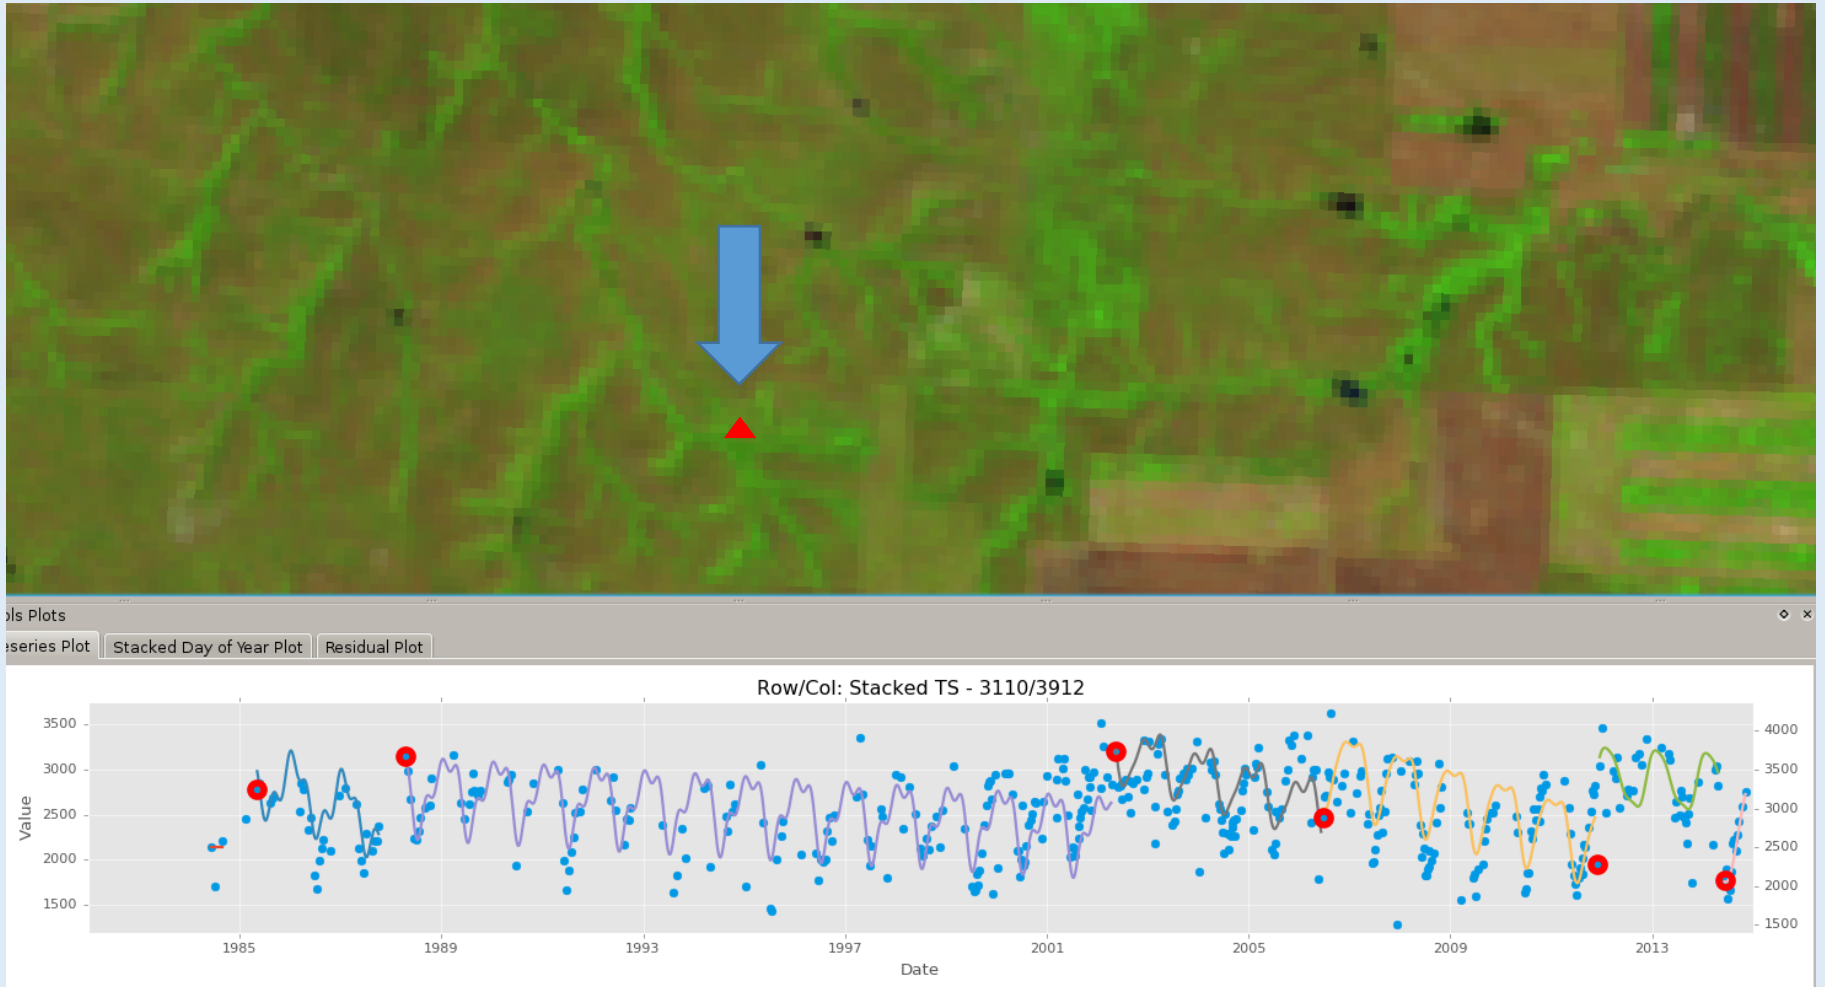 ols Plots
eseries Plot
Stacked Day of Year Plot
Residual Plot
Row/Col: Stacked TS - 3110/3912
3500
3000
2500
2000
1500
Value
4000
3500
3000
2500
2000
1500
1985
1989
1993
1997
2001
2005
2009
2013
Date